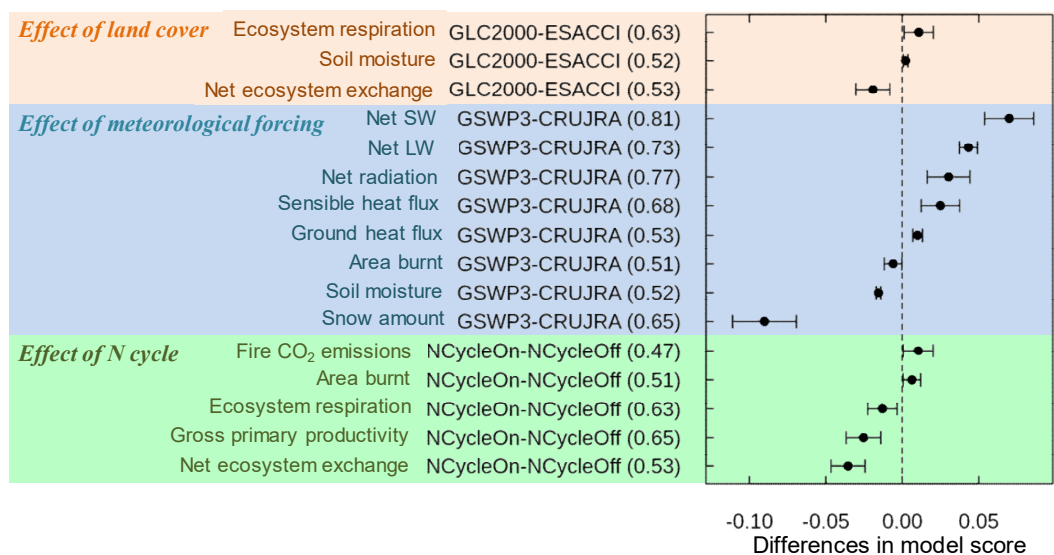 Effect of land cover Ecosystem respiration GLC2000-ESACCI (0.63)
Soil moisture GLC2000-ESACCI (0.52)
Net ecosystem exchange GLC2000-ESACCI (0.53)
Effect of meteorological forcing Net SW GSWP3-CRUJRA (0.81)
Net LW GSWP3-CRUJRA (0.73)
Net radiation GSWP3-CRUJRA (0.77)
Sensible heat flux GSWP3-CRUJRA (0.68)
Ground heat flux GSWP3-CRUJRA (0.53)
Area burnt GSWP3-CRUJRA (0.51)
Soil moisture GSWP3-CRUJRA (0.52)
Snow amount GSWP3-CRUJRA (0.65)
Effect of N cycle Fire CO₂ emissions NCycleOn-NCycleOff (0.47)
Area burnt NCycleOn-NCycleOff (0.51)
Ecosystem respiration NCycleOn-NCycleOff (0.63)
Gross primary productivity NCycleOn-NCycleOff (0.65)
Net ecosystem exchange NCycleOn-NCycleOff (0.53)
-0.10 -0.05 0.00 0.05
Differences in model score